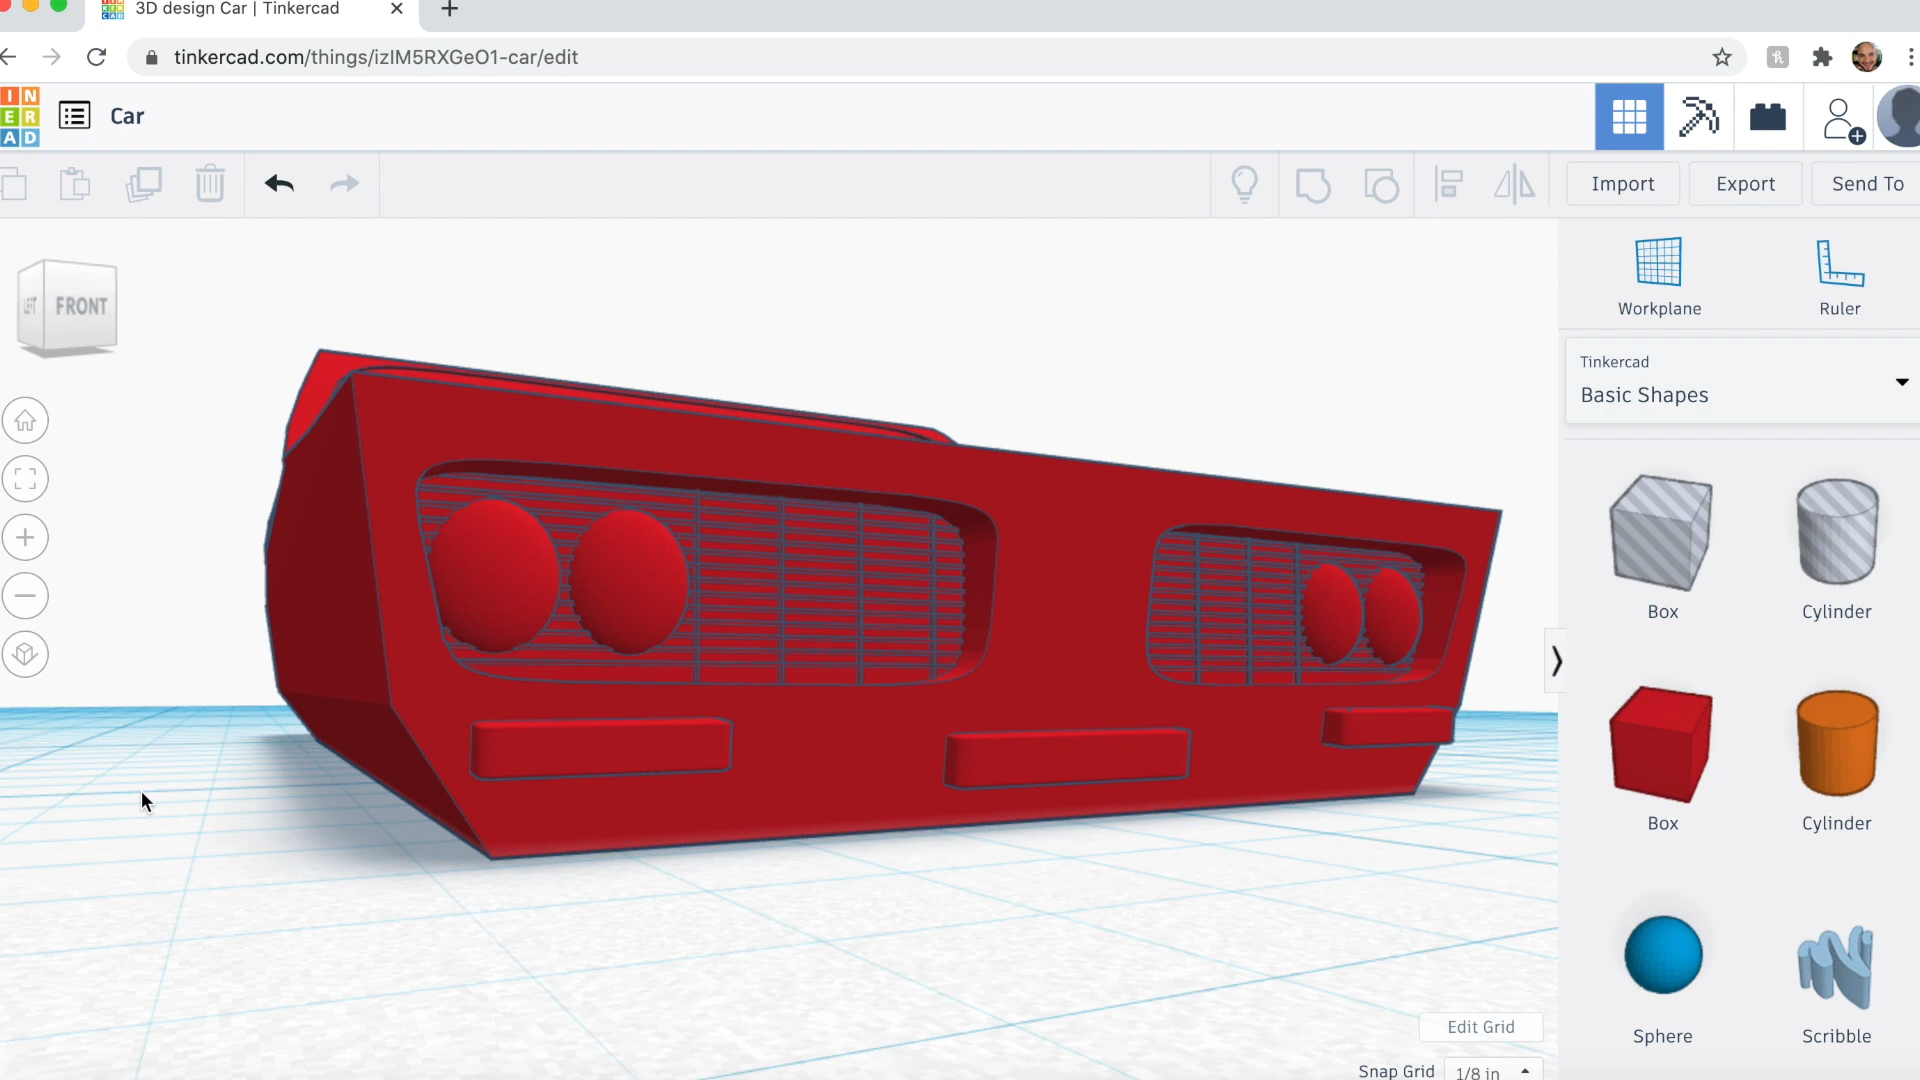 3D design Car | Tinkercad
tinkercad.com/things/izIM5RXGeO1-car/edit
I N
E R
A D
Car
Import
Export
Send To
LEFT
FRONT
Workplane
Ruler
Tinkercad
Basic Shapes
Box
Cylinder
Box
Cylinder
Sphere
Scribble
Edit Grid
Snap Grid
1/8 in